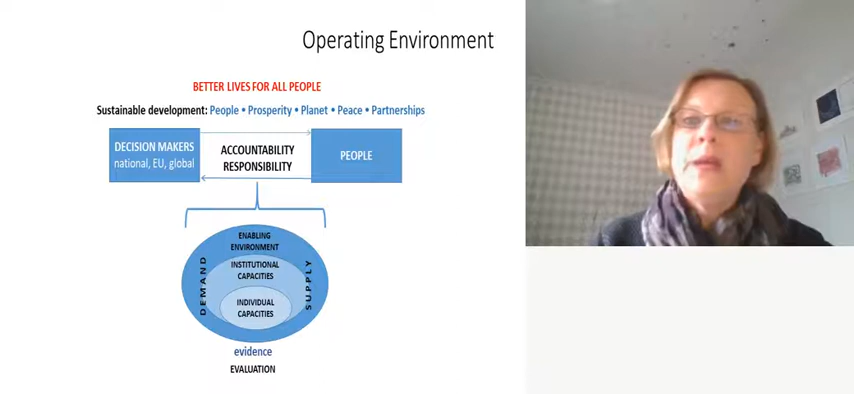 Operating Environment
BETTER LIVES FOR ALL PEOPLE
Sustainable development: People • Prosperity • Planet • Peace • Partnerships
DECISION MAKERS
national, EU, global
ACCOUNTABILITY
RESPONSIBILITY
PEOPLE
ENABLING
ENVIRONMENT
DEMAND
INSTITUTIONAL
CAPACITIES
SUPPLY
INDIVIDUAL
CAPACITIES
evidence
EVALUATION